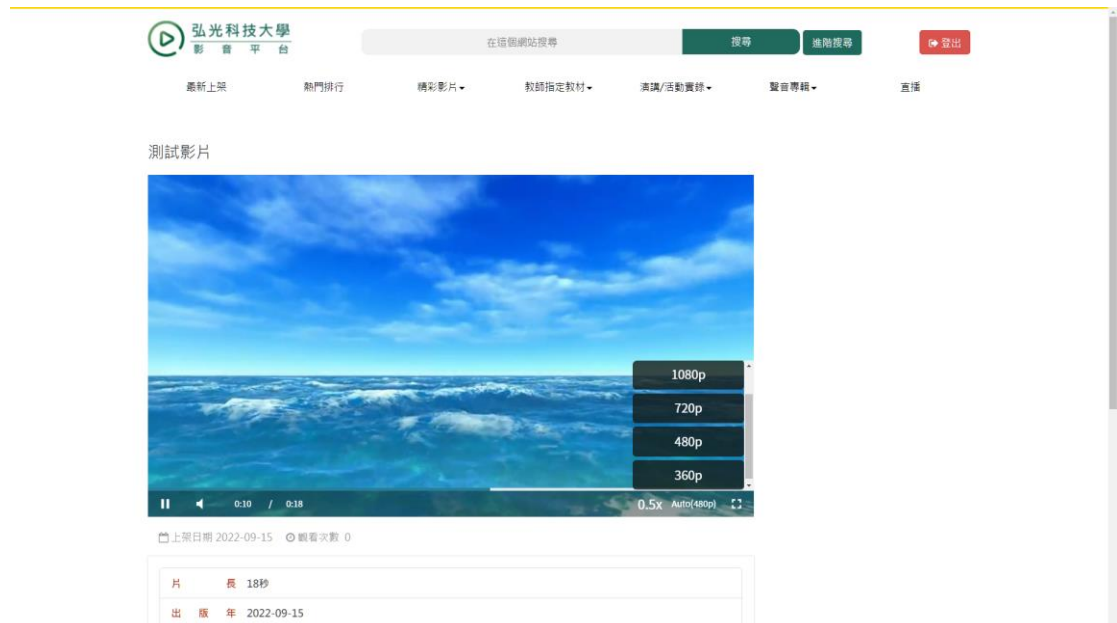 弘光科技大學
影音平台
在這個網站搜尋
搜尋
進階搜尋
登出
最新上架
熱門排行
精彩影片
教師指定教材
演講/活動實錄
聲音專輯
直播
測試影片
1080p
720p
480p
360p
0:10 / 0:18
0.5x Auto(480p)
上架日期 2022-09-15 觀看次數 0
片長 18秒
出版年 2022-09-15